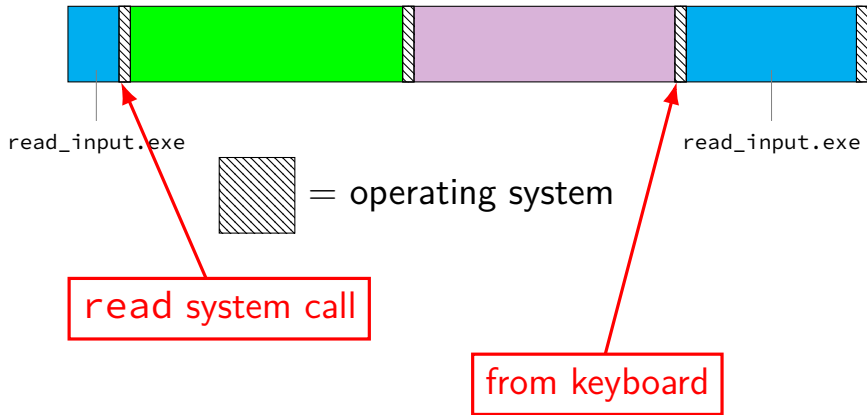 read_input.exe
read_input.exe
= operating system
read system call
from keyboard